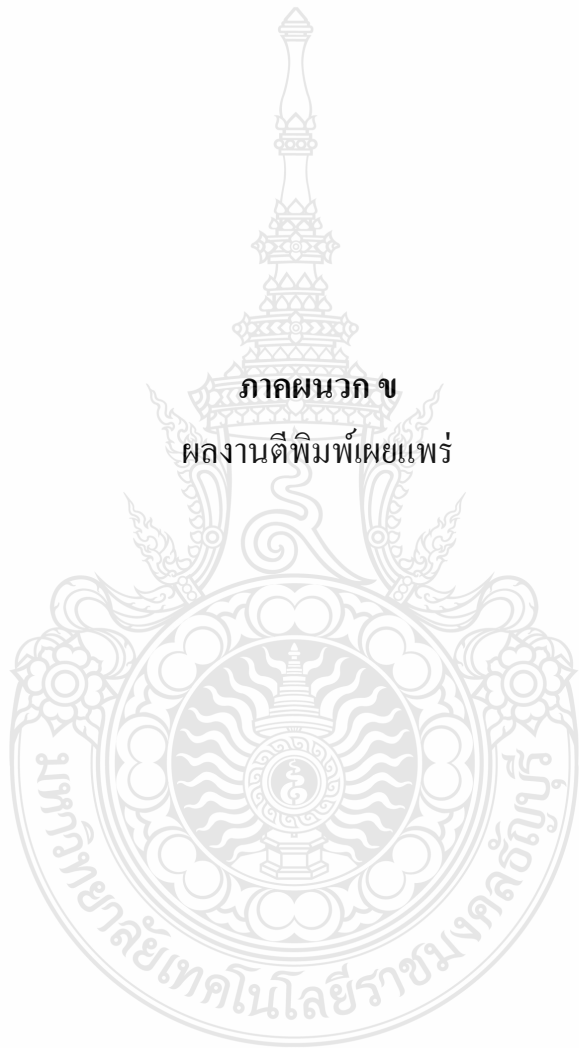 ภาคผนวก ข
ผลงานตีพิมพ์เผยแพร่
มหาวิทยาลัยเทคโนโลยีราชมงคลธัญบุรี